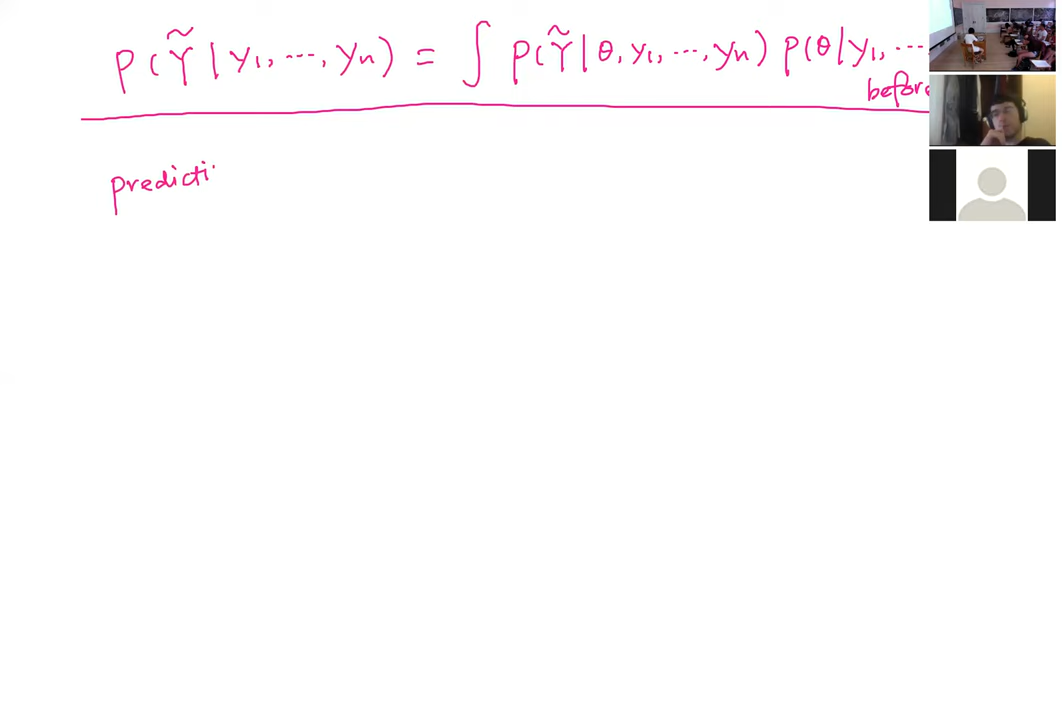 p(Ỹ | y₁, ⋯, yₙ) = ∫ p(Ỹ | θ, y₁, ⋯, yₙ) p(θ | y₁, ⋯
before
predicti